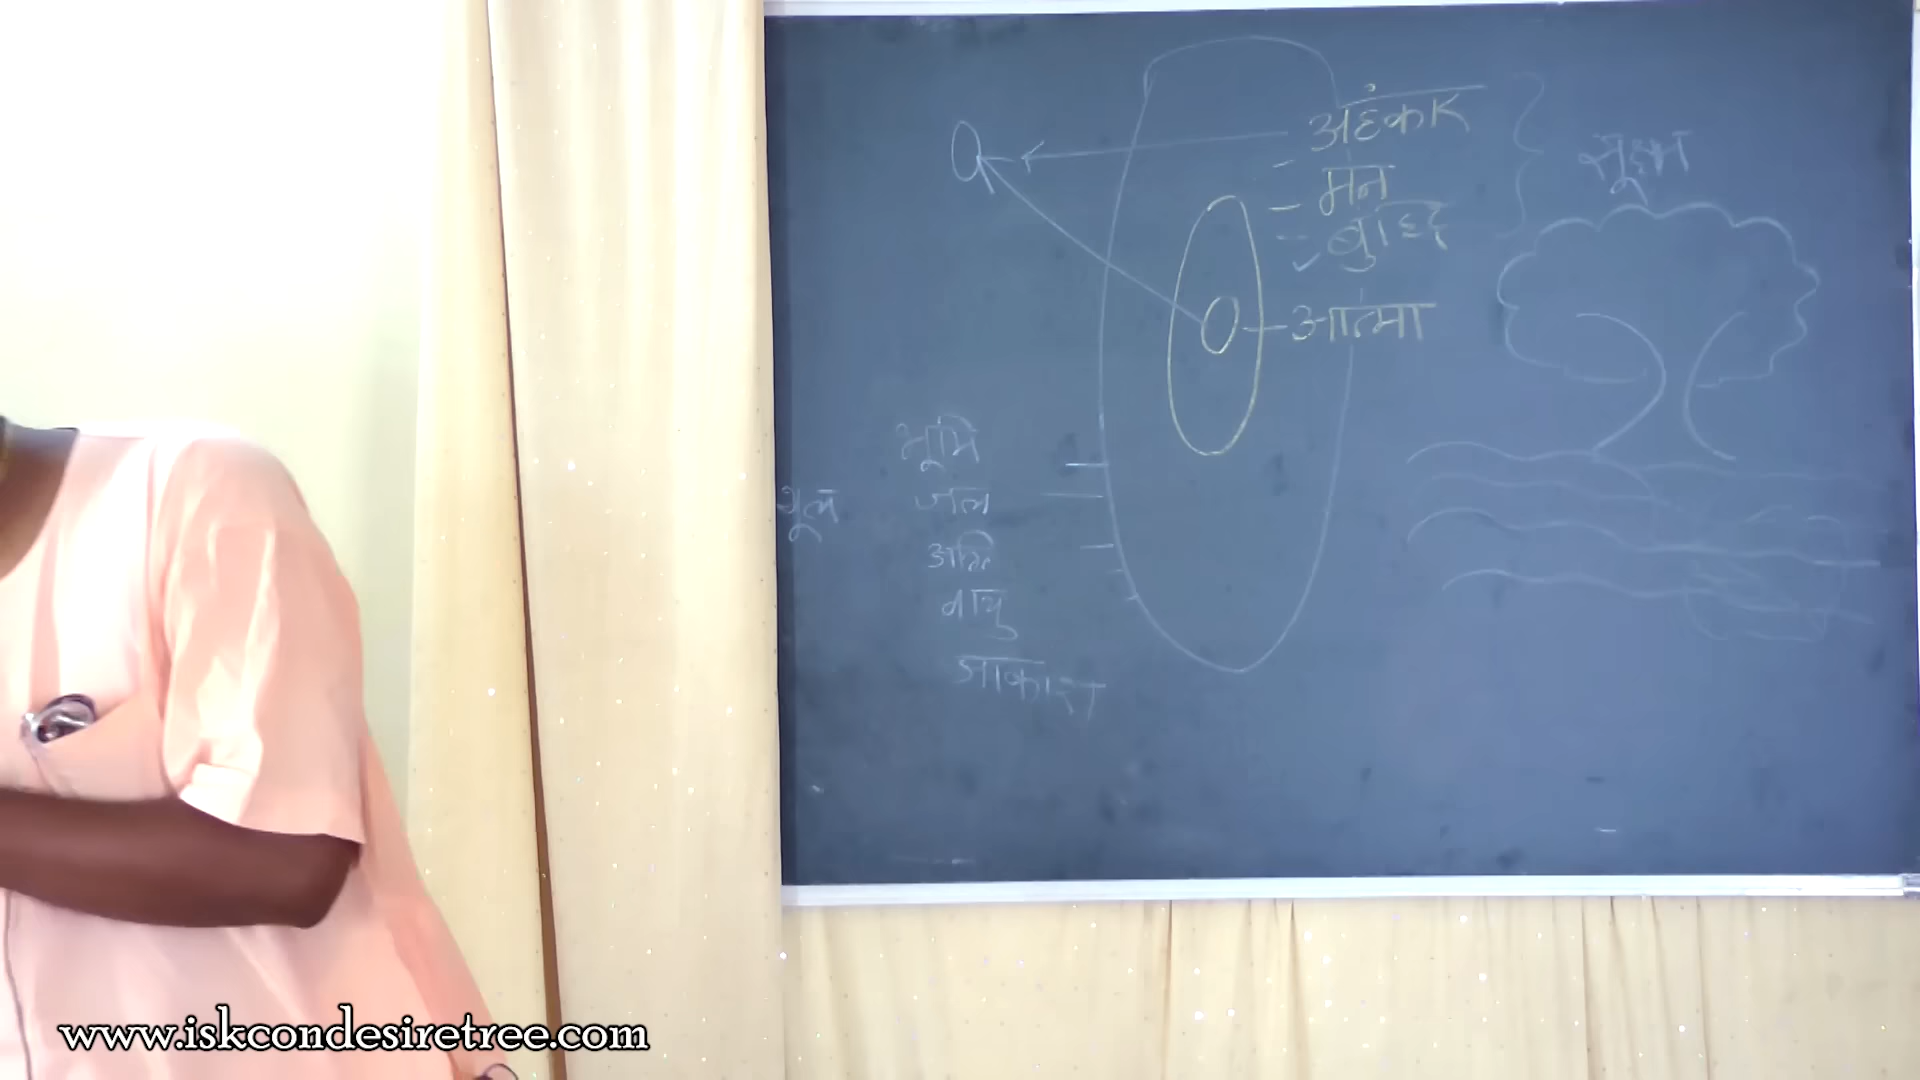 अहंकार
सूक्ष्म
मन
बुद्धि
आत्मा
भूमि
जल
अग्नि
वायु
आकाश
www.iskcondesiretree.com